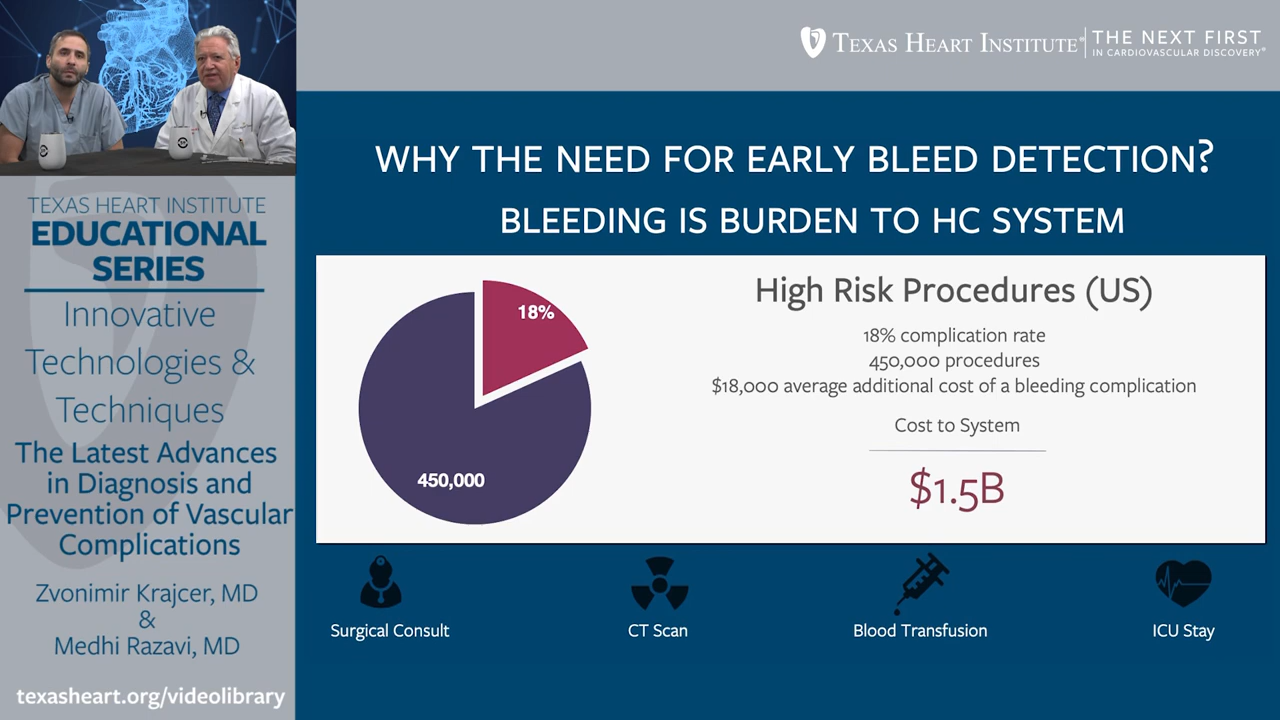 TEXAS HEART INSTITUTE®
THE NEXT FIRST
IN CARDIOVASCULAR DISCOVERY®
TEXAS HEART INSTITUTE
EDUCATIONAL
SERIES
Innovative
Technologies &
Techniques
The Latest Advances
in Diagnosis and
Prevention of Vascular
Complications
Zvonimir Krajcer, MD
&
Medhi Razavi, MD
texasheart.org/videolibrary
WHY THE NEED FOR EARLY BLEED DETECTION?
BLEEDING IS BURDEN TO HC SYSTEM
18%
450,000
High Risk Procedures (US)
18% complication rate
450,000 procedures
$18,000 average additional cost of a bleeding complication
Cost to System
$1.5B
Surgical Consult
CT Scan
Blood Transfusion
ICU Stay